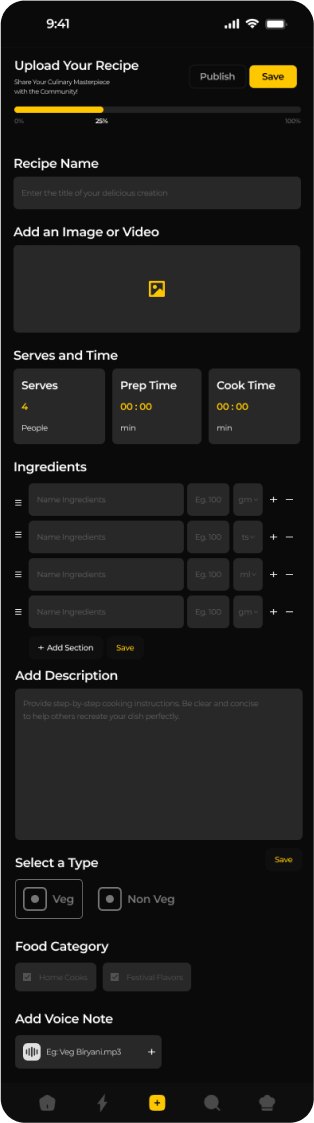 9:41
Upload Your Recipe
Share Your Culinary Masterpiece
with the Community!
Publish
Save
0%
25%
100%
Recipe Name
Enter the title of your delicious creation
Add an Image or Video
Serves and Time
Serves
4
People
Prep Time
00 : 00
min
Cook Time
00 : 00
min
Ingredients
Name Ingredients Eg. 100 gm + −
Name Ingredients Eg. 100 ts + −
Name Ingredients Eg. 100 ml + −
Name Ingredients Eg. 100 gm + −
+ Add Section Save
Add Description
Provide step-by-step cooking instructions. Be clear and concise
to help others recreate your dish perfectly.
Save
Select a Type
Veg Non Veg
Food Category
Home Cooks Festival Flavors
Add Voice Note
Eg: Veg Biryani.mp3 +